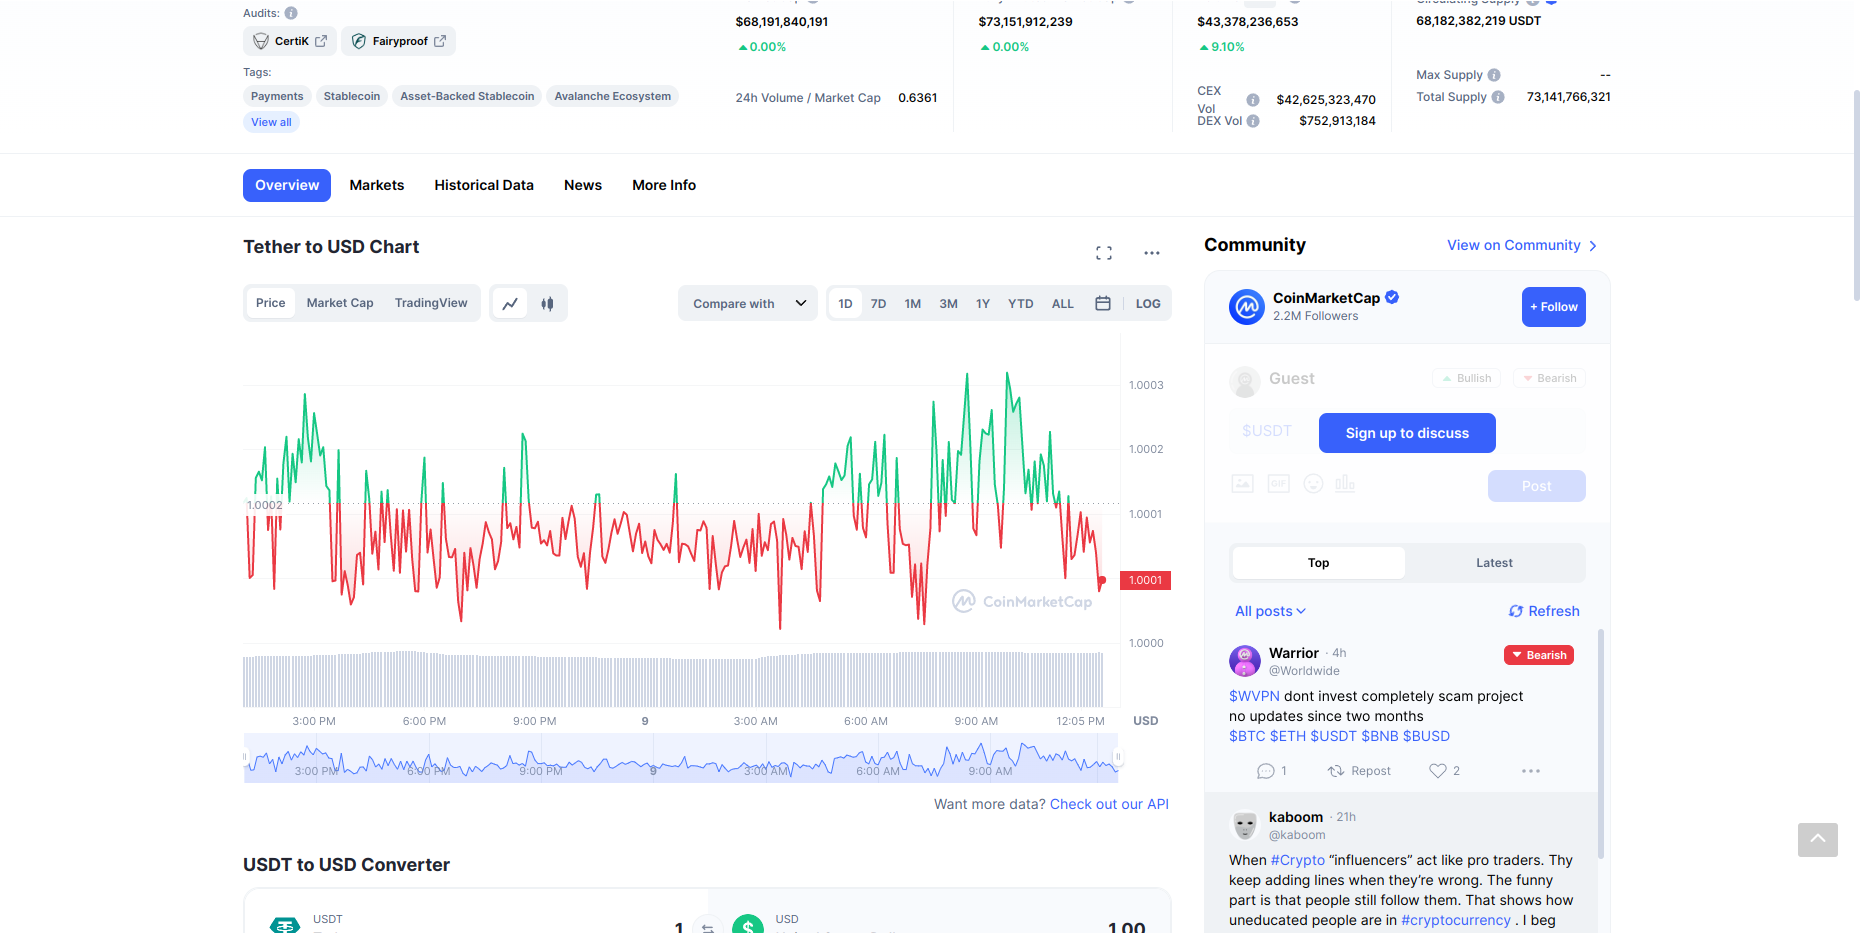 Audits:
CertiK
Fairyproof
Tags:
Payments
Stablecoin
Asset-Backed Stablecoin
Avalanche Ecosystem
View all
$68,191,840,191
0.00%
24h Volume / Market Cap 0.6361
$73,151,912,239
0.00%
$43,378,236,653
9.10%
CEX Vol $42,625,323,470
DEX Vol $752,913,184
Circulating Supply
68,182,382,219 USDT
Max Supply --
Total Supply 73,141,766,321
Overview
Markets
Historical Data
News
More Info
Tether to USD Chart
Price
Market Cap
TradingView
Compare with
1D
7D
1M
3M
1Y
YTD
ALL
LOG
1.0003
1.0002
1.0002
1.0001
1.0001
1.0000
CoinMarketCap
3:00 PM
6:00 PM
9:00 PM
9
3:00 AM
6:00 AM
9:00 AM
12:05 PM
USD
3:00 PM
6:00 PM
9:00 PM
9
3:00 AM
6:00 AM
9:00 AM
Want more data? Check out our API
USDT to USD Converter
USDT
1
USD
1.00
Community
View on Community
CoinMarketCap
2.2M Followers
+ Follow
Guest
Bullish
Bearish
$USDT
Sign up to discuss
GIF
Post
Top
Latest
All posts
Refresh
Warrior · 4h
@Worldwide
Bearish
$WVPN dont invest completely scam project
no updates since two months
$BTC $ETH $USDT $BNB $BUSD
1
Repost
2
kaboom · 21h
@kaboom
When #Crypto “influencers” act like pro traders. Thy
keep adding lines when they’re wrong. The funny
part is that people still follow them. That shows how
uneducated people are in #cryptocurrency . I beg